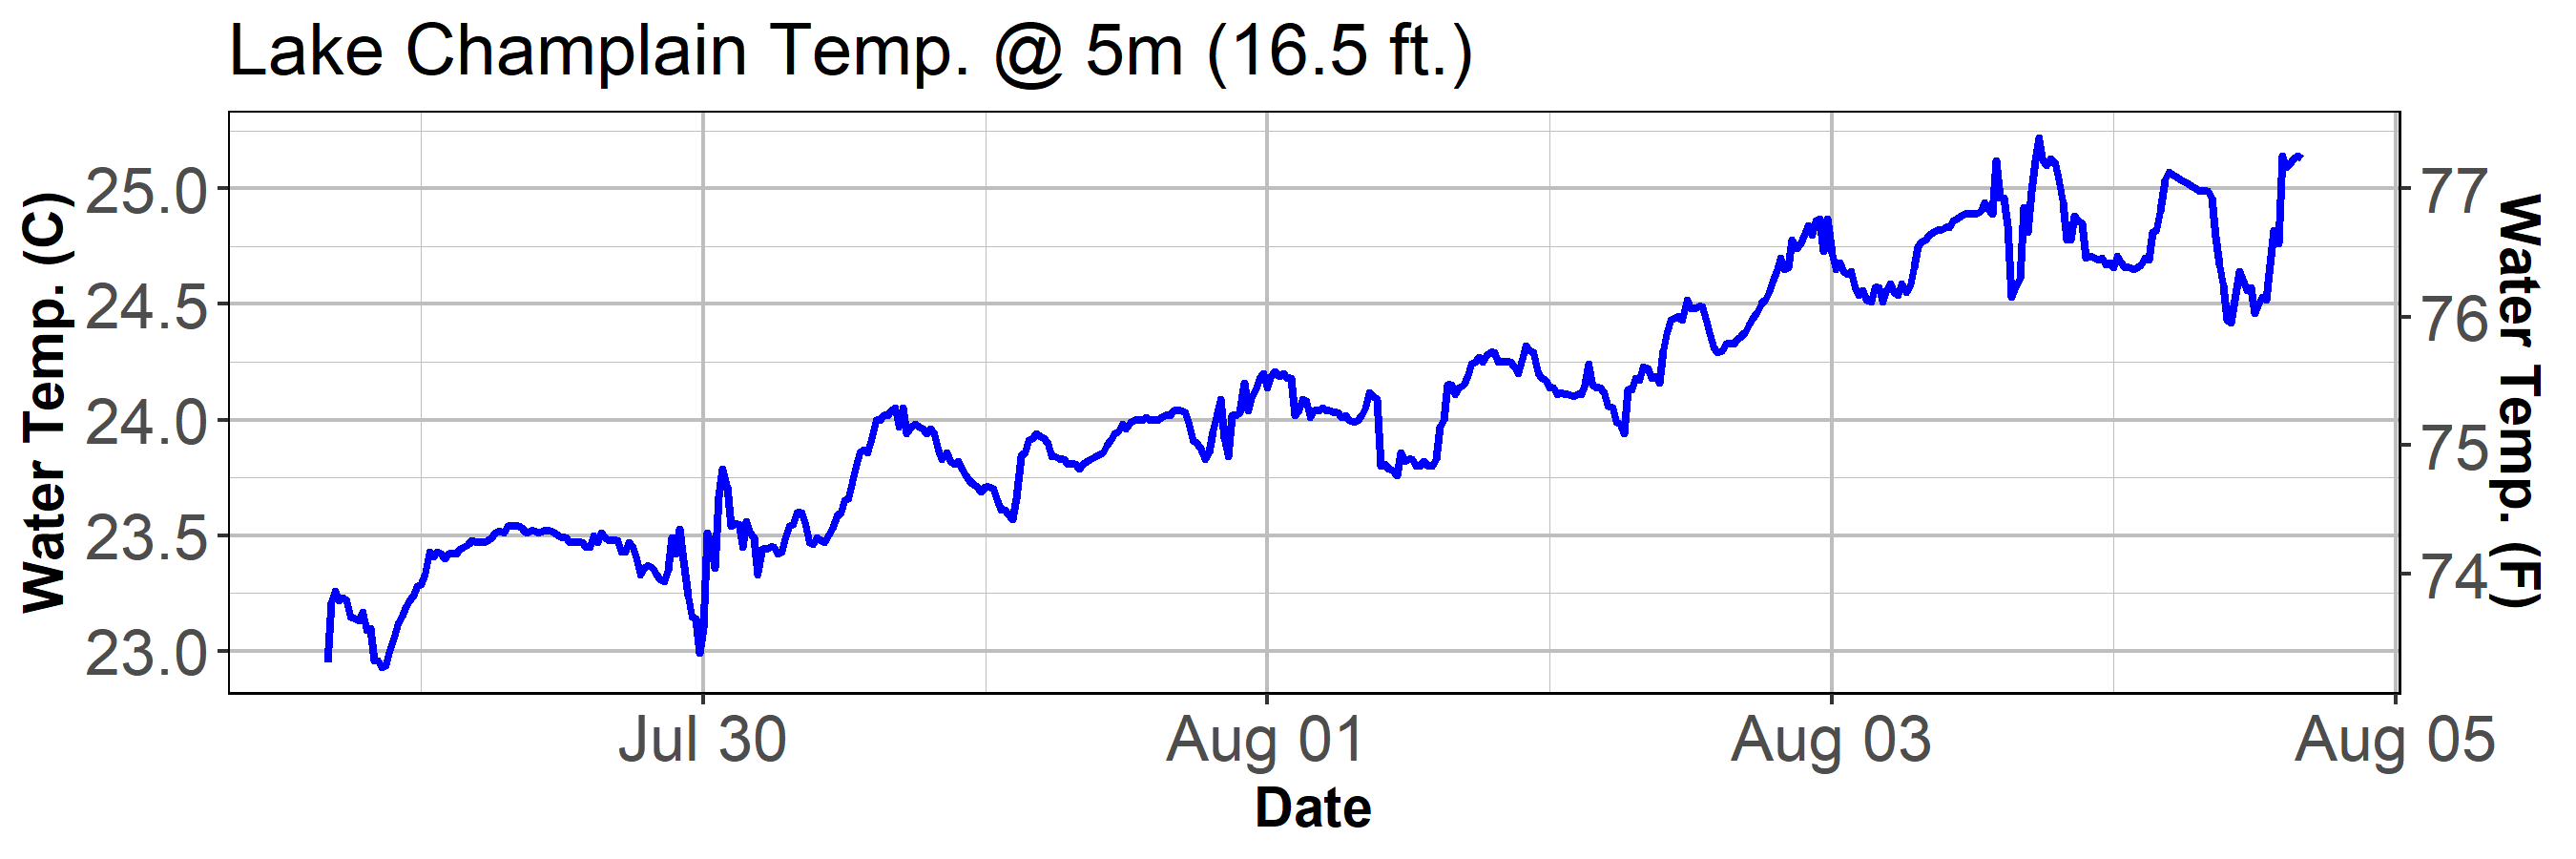 Lake Champlain Temp. @ 5m (16.5 ft.)
Water Temp. (C)
25.0
24.5
24.0
23.5
23.0
77
76
75
74
Water Temp. (F)
Jul 30 Aug 01 Aug 03 Aug 05
Date